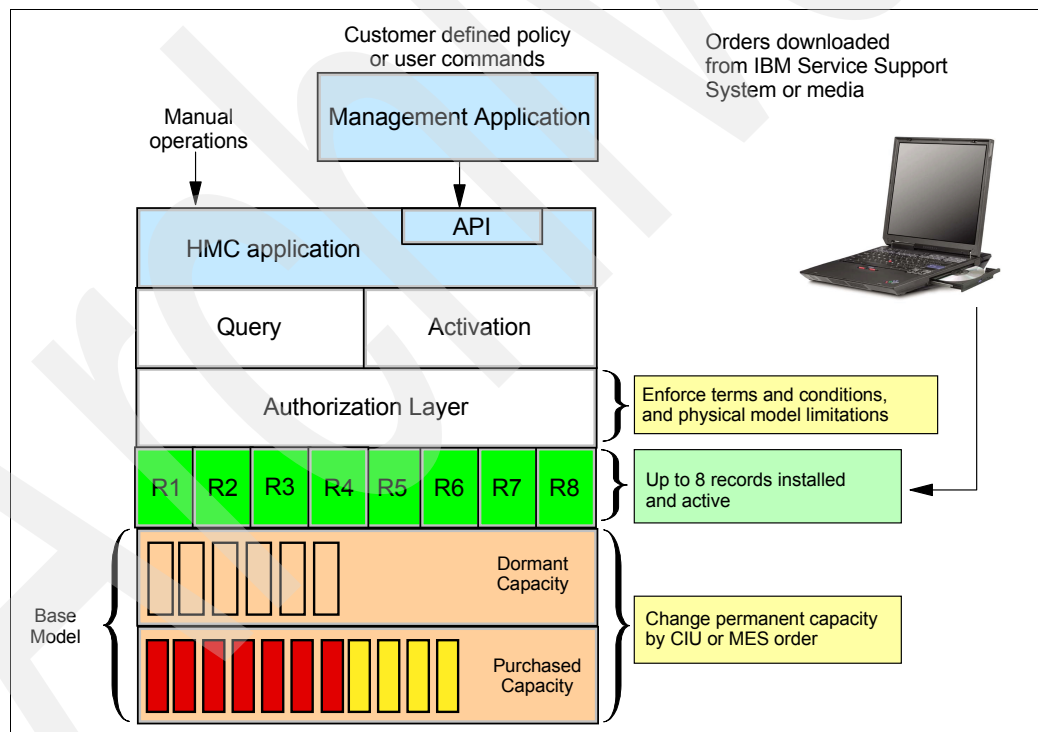 Customer defined policy
or user commands
Orders downloaded
from IBM Service Support
System or media
Management Application
Manual
operations
API
HMC application
Query
Activation
Authorization Layer
Enforce terms and conditions,
and physical model limitations
R1
R2
R3
R4
R5
R6
R7
R8
Up to 8 records installed
and active
Dormant
Capacity
Base
Model
Change permanent capacity
by CIU or MES order
Purchased
Capacity